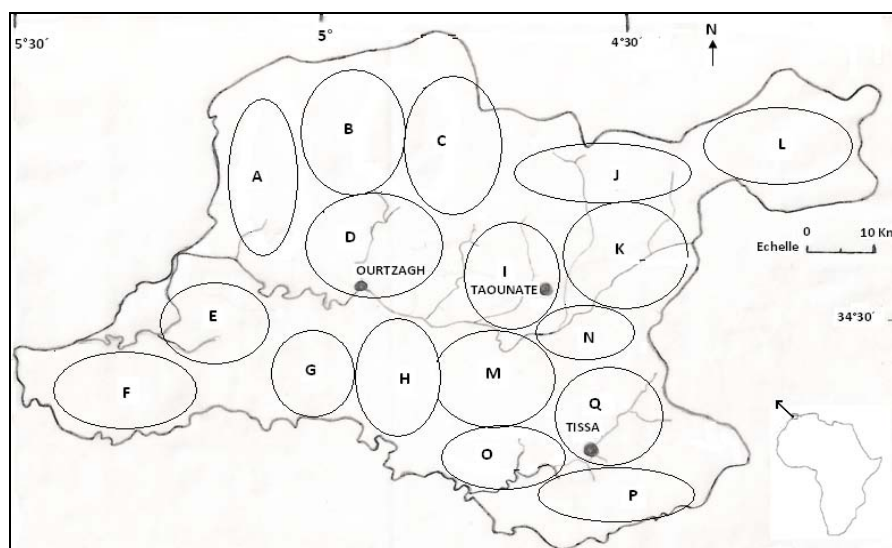 5°30´
5°
4°30´
N
B
C
L
A
J
D
K
Echelle
0
10 Km
OURTZAGH
I
TAOUNATE
E
34°30´
N
G
H
M
F
Q
TISSA
O
P